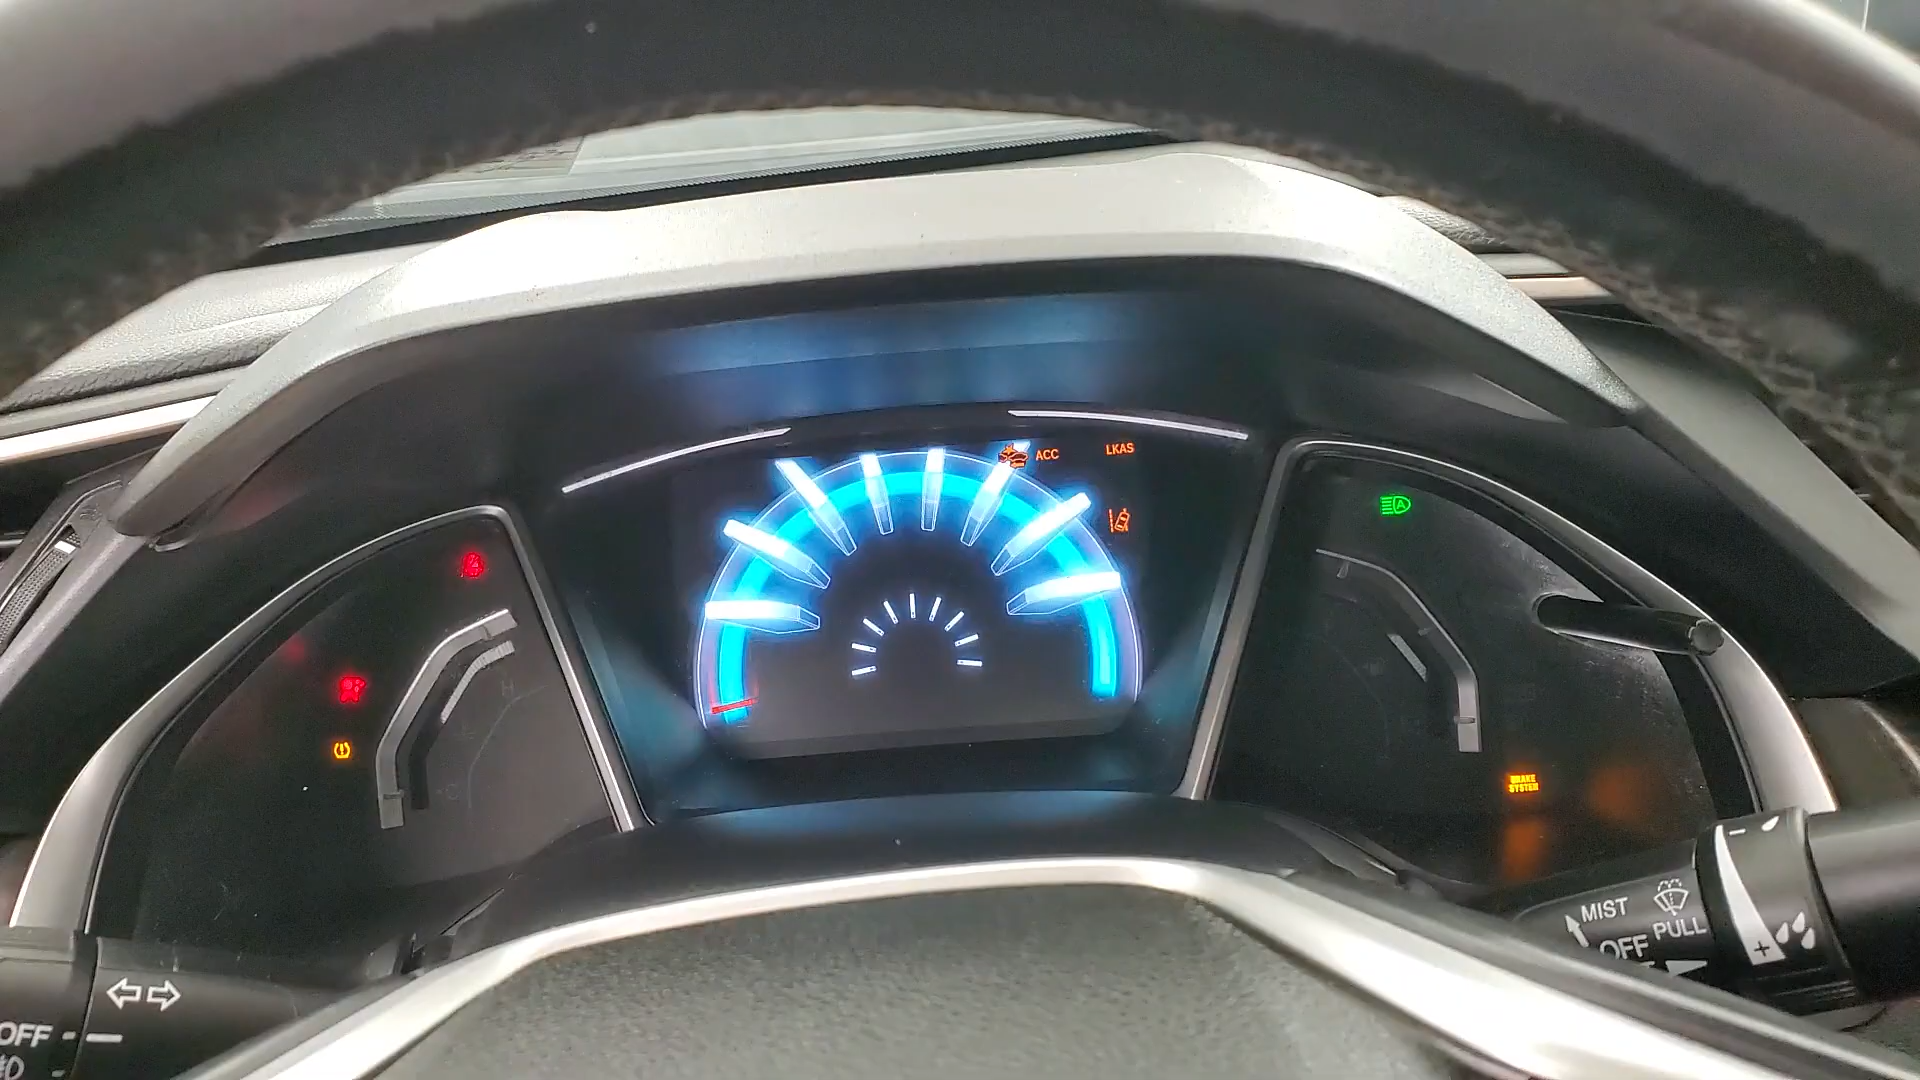 ACC
LKAS
A
H
C
BRAKE
SYSTEM
MIST
PULL
OFF
OFF